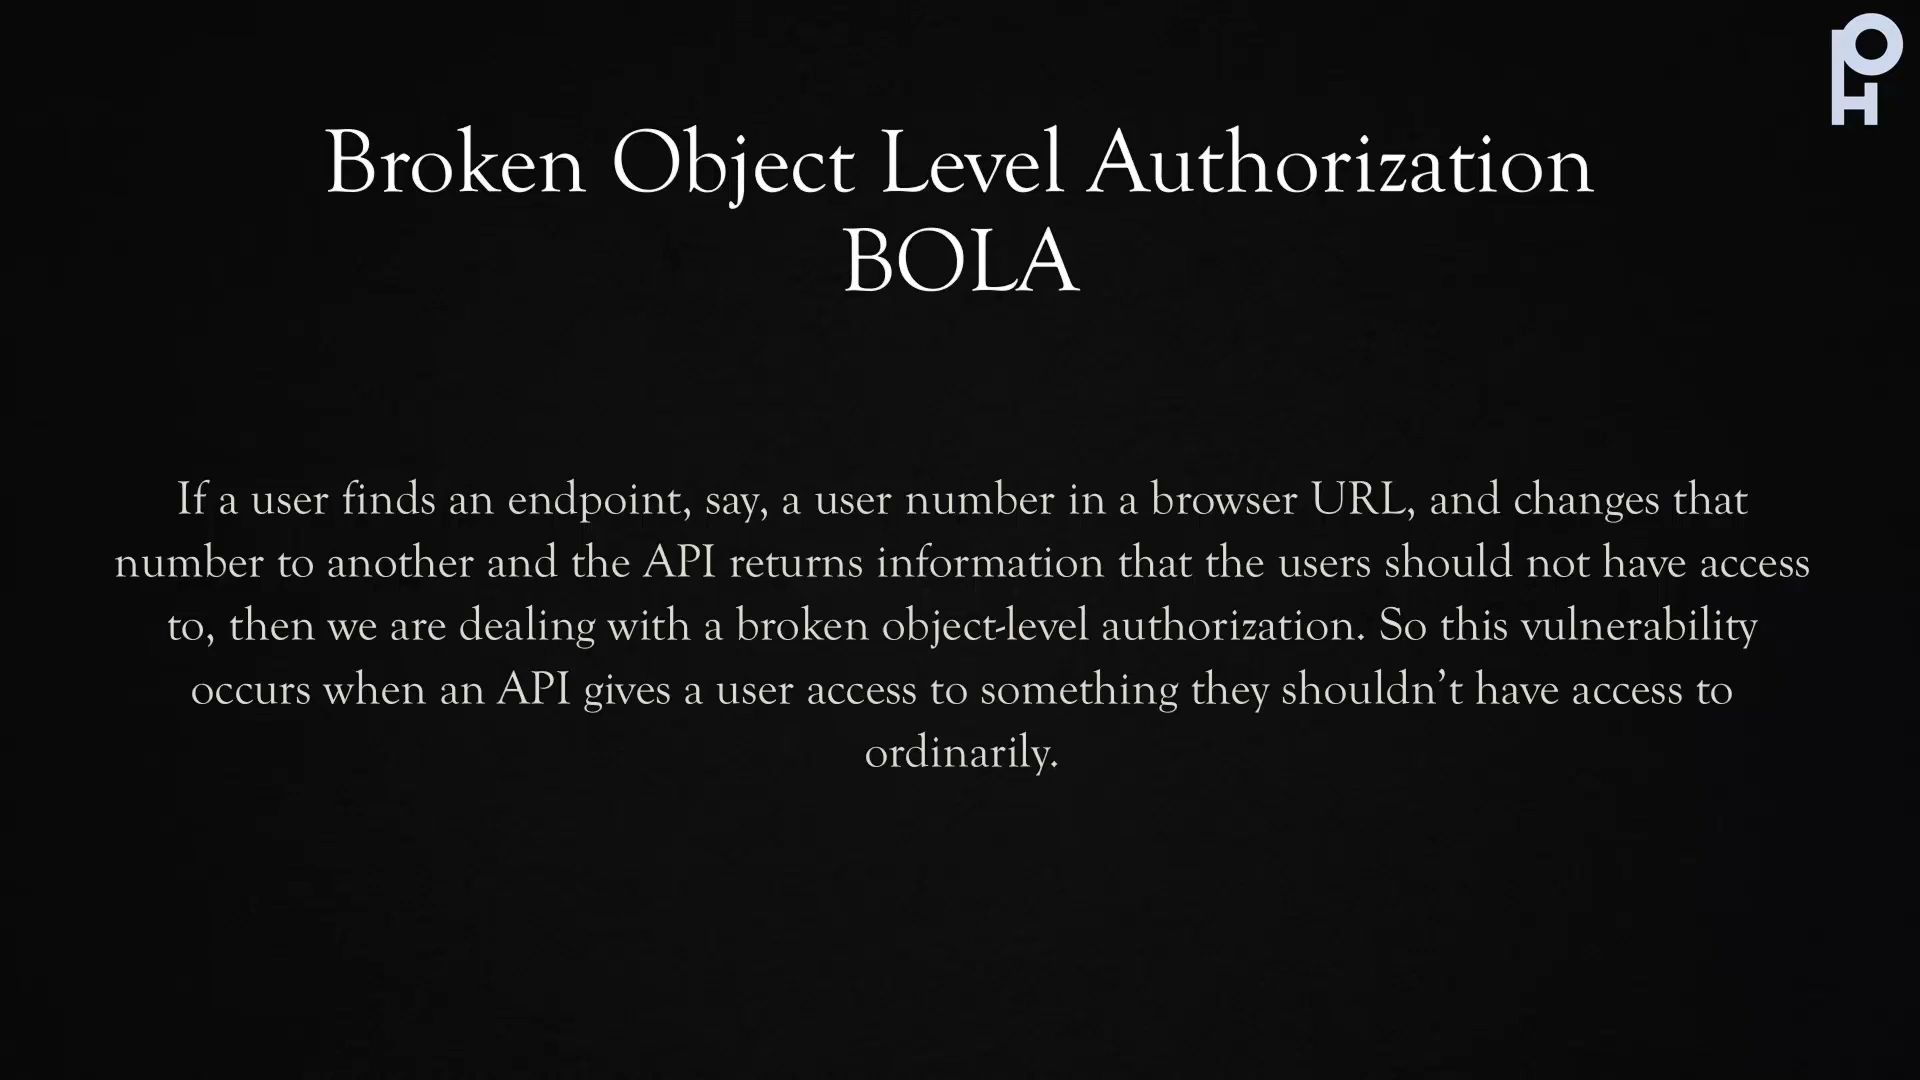 Broken Object Level Authorization
BOLA
If a user finds an endpoint, say, a user number in a browser URL, and changes that
number to another and the API returns information that the users should not have access
to, then we are dealing with a broken object-level authorization. So this vulnerability
occurs when an API gives a user access to something they shouldn’t have access to
ordinarily.